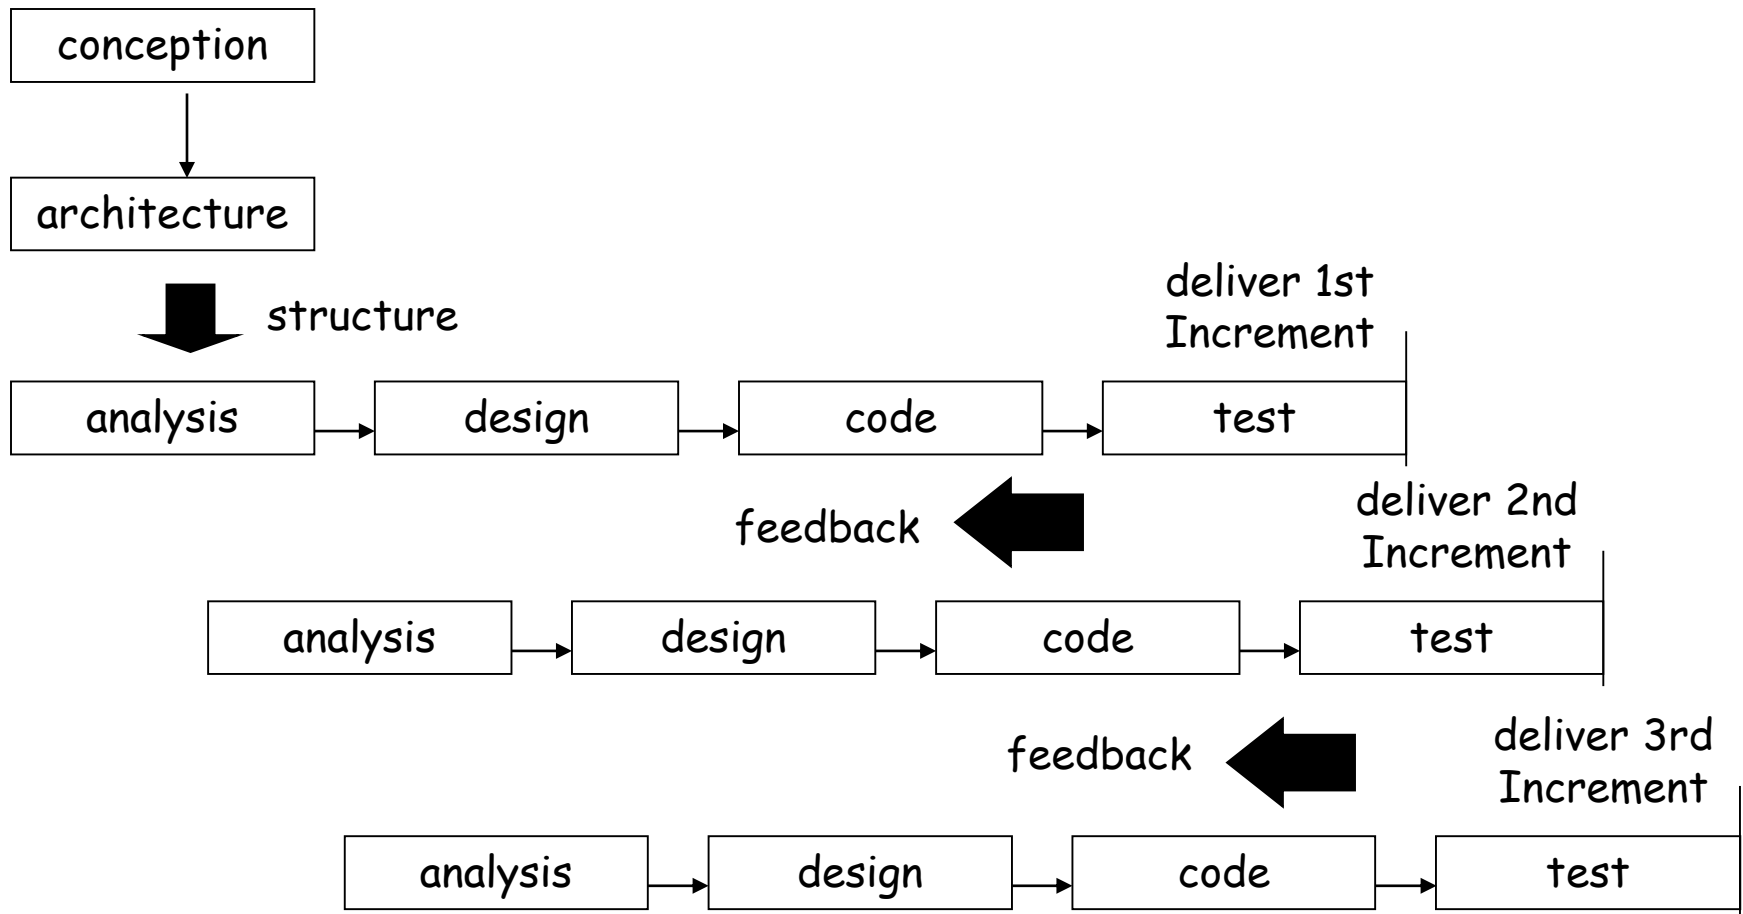 conception
architecture
structure
deliver 1st
Increment
analysis
design
code
test
feedback
deliver 2nd
Increment
analysis
design
code
test
feedback
deliver 3rd
Increment
analysis
design
code
test